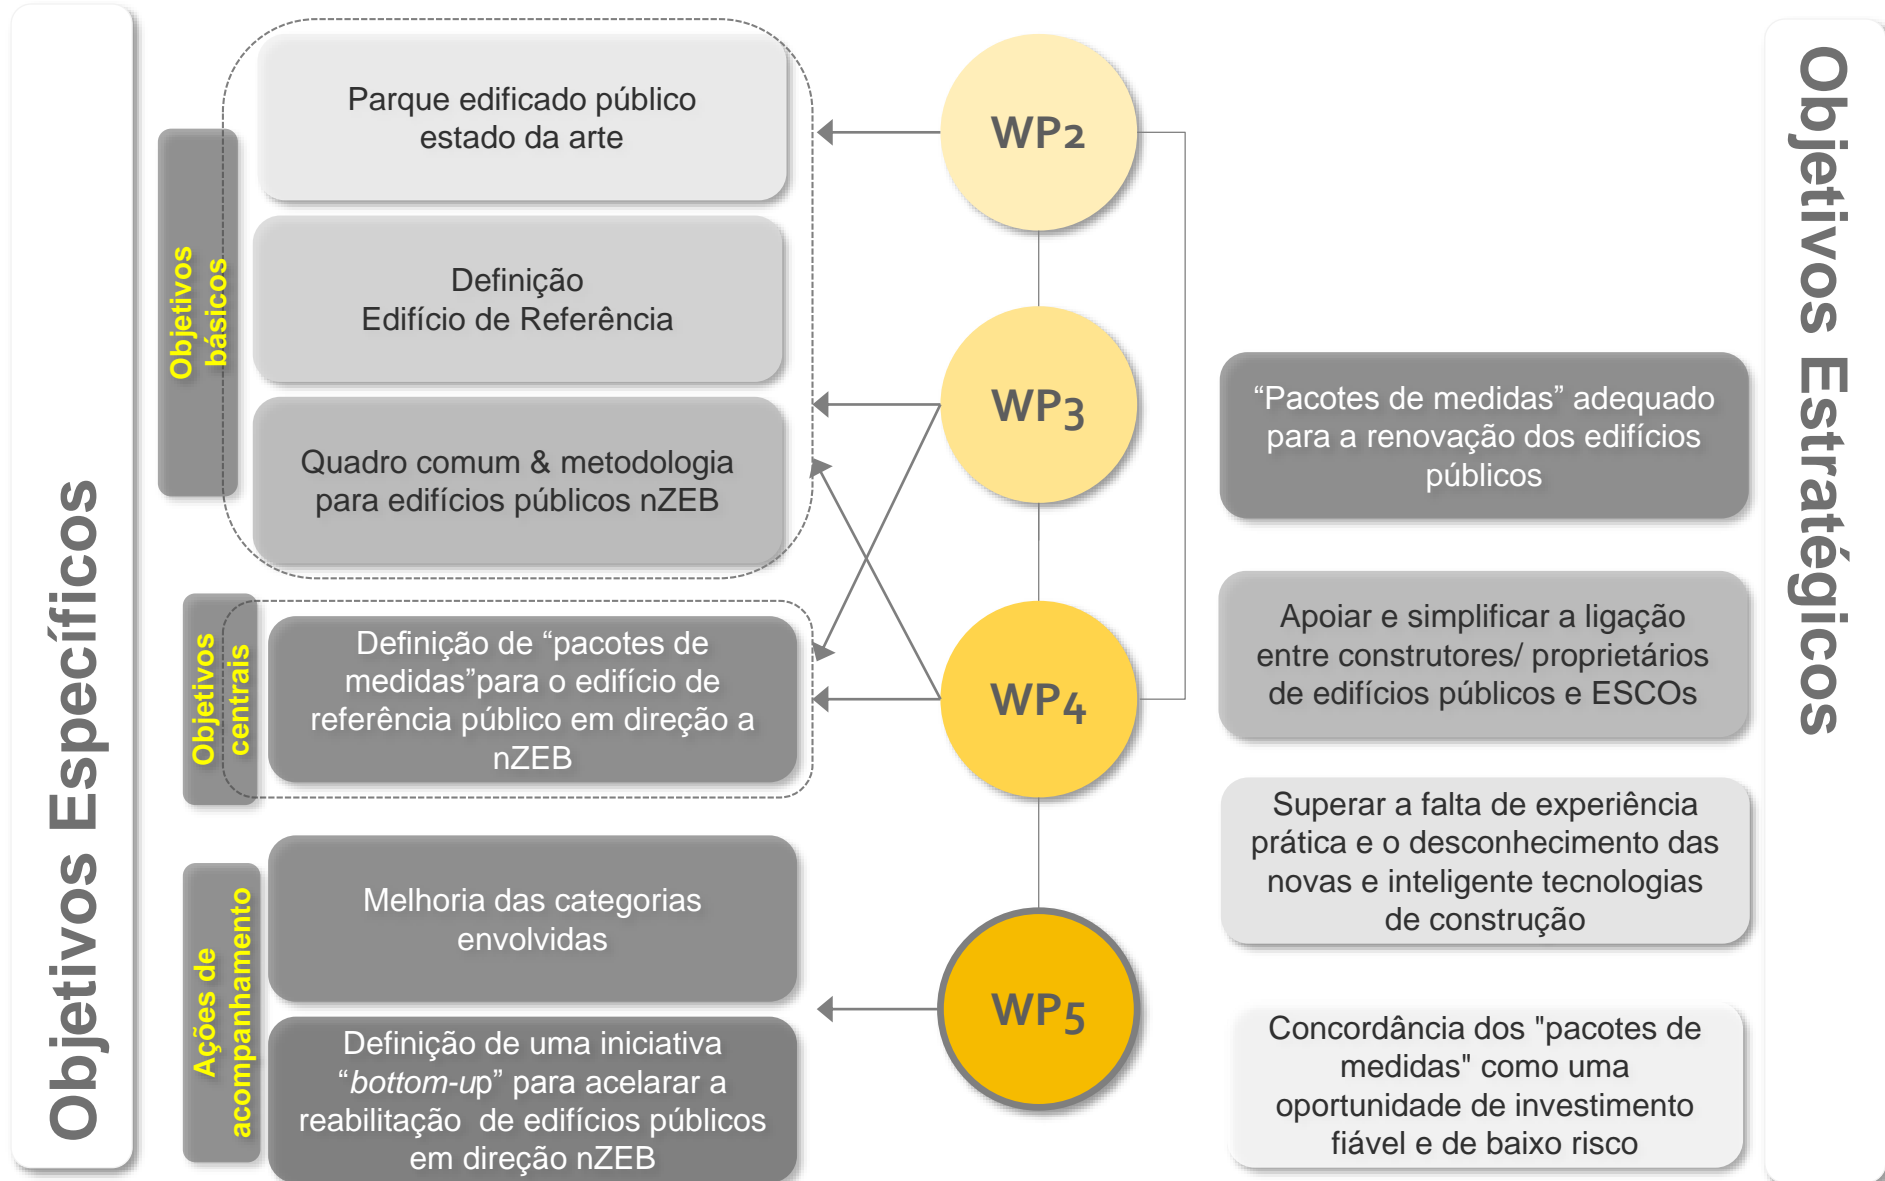 Objetivos Específicos
Objetivos
básicos
Parque edificado público
estado da arte
Definição
Edifício de Referência
Quadro comum & metodologia
para edifícios públicos nZEB
Objetivos
centrais
Definição de “pacotes de
medidas”para o edifício de
referência público em direção a
nZEB
Ações de
acompanhamento
Melhoria das categorias
envolvidas
Definição de uma iniciativa
“bottom-up” para acelarar a
reabilitação de edifícios públicos
em direção nZEB
WP2
WP3
WP4
WP5
“Pacotes de medidas” adequado
para a renovação dos edifícios
públicos
Apoiar e simplificar a ligação
entre construtores/ proprietários
de edifícios públicos e ESCOs
Superar a falta de experiência
prática e o desconhecimento das
novas e inteligente tecnologias
de construção
Concordância dos "pacotes de
medidas" como uma
oportunidade de investimento
fiável e de baixo risco
Objetivos Estratégicos